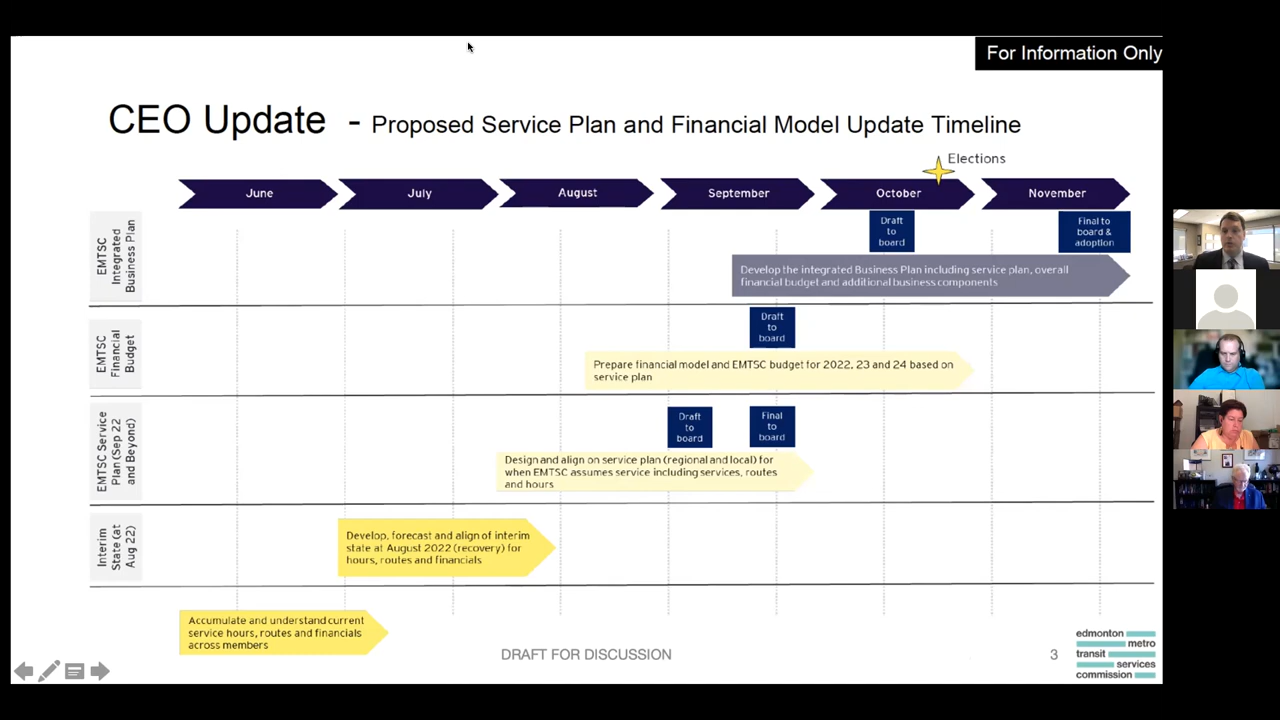 For Information Only
CEO Update - Proposed Service Plan and Financial Model Update Timeline
Elections
June
July
August
September
October
November
EMTSC
Integrated
Business Plan
Draft
to
board
Final to
board &
adoption
Develop the integrated Business Plan including service plan, overall
financial budget and additional business components
EMTSC
Financial
Budget
Draft
to
board
Prepare financial model and EMTSC budget for 2022, 23 and 24 based on
service plan
EMTSC Service
Plan (Sep 22
and Beyond)
Draft
to
board
Final
to
board
Design and align on service plan (regional and local) for
when EMTSC assumes service including services, routes
and hours
Interim
State (at
Aug 22)
Develop, forecast and align of interim
state at August 2022 (recovery) for
hours, routes and financials
Accumulate and understand current
service hours, routes and financials
across members
DRAFT FOR DISCUSSION
3
edmonton
metro
transit
services
commission